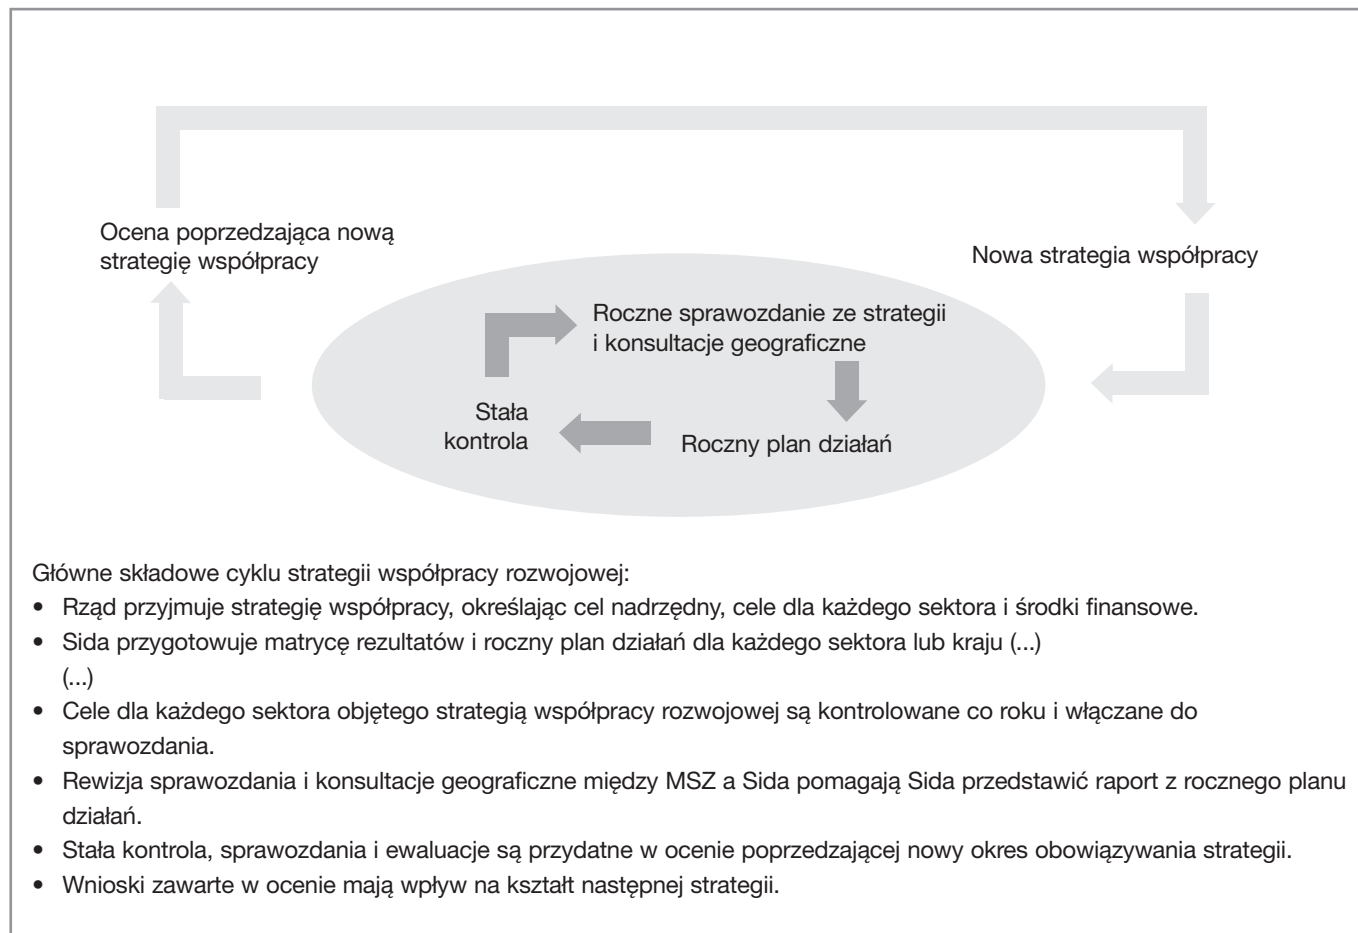 Ocena poprzedzająca nową
strategię współpracy
Nowa strategia współpracy
Roczne sprawozdanie ze strategii
i konsultacje geograficzne
Stała
kontrola
Roczny plan działań
Główne składowe cyklu strategii współpracy rozwojowej:
• Rząd przyjmuje strategię współpracy, określając cel nadrzędny, cele dla każdego sektora i środki finansowe.
• Sida przygotowuje matrycę rezultatów i roczny plan działań dla każdego sektora lub kraju (...)
(...)
• Cele dla każdego sektora objętego strategią współpracy rozwojowej są kontrolowane co roku i włączane do
sprawozdania.
• Rewizja sprawozdania i konsultacje geograficzne między MSZ a Sida pomagają Sida przedstawić raport z rocznego planu
działań.
• Stała kontrola, sprawozdania i ewaluacje są przydatne w ocenie poprzedzającej nowy okres obowiązywania strategii.
• Wnioski zawarte w ocenie mają wpływ na kształt następnej strategii.